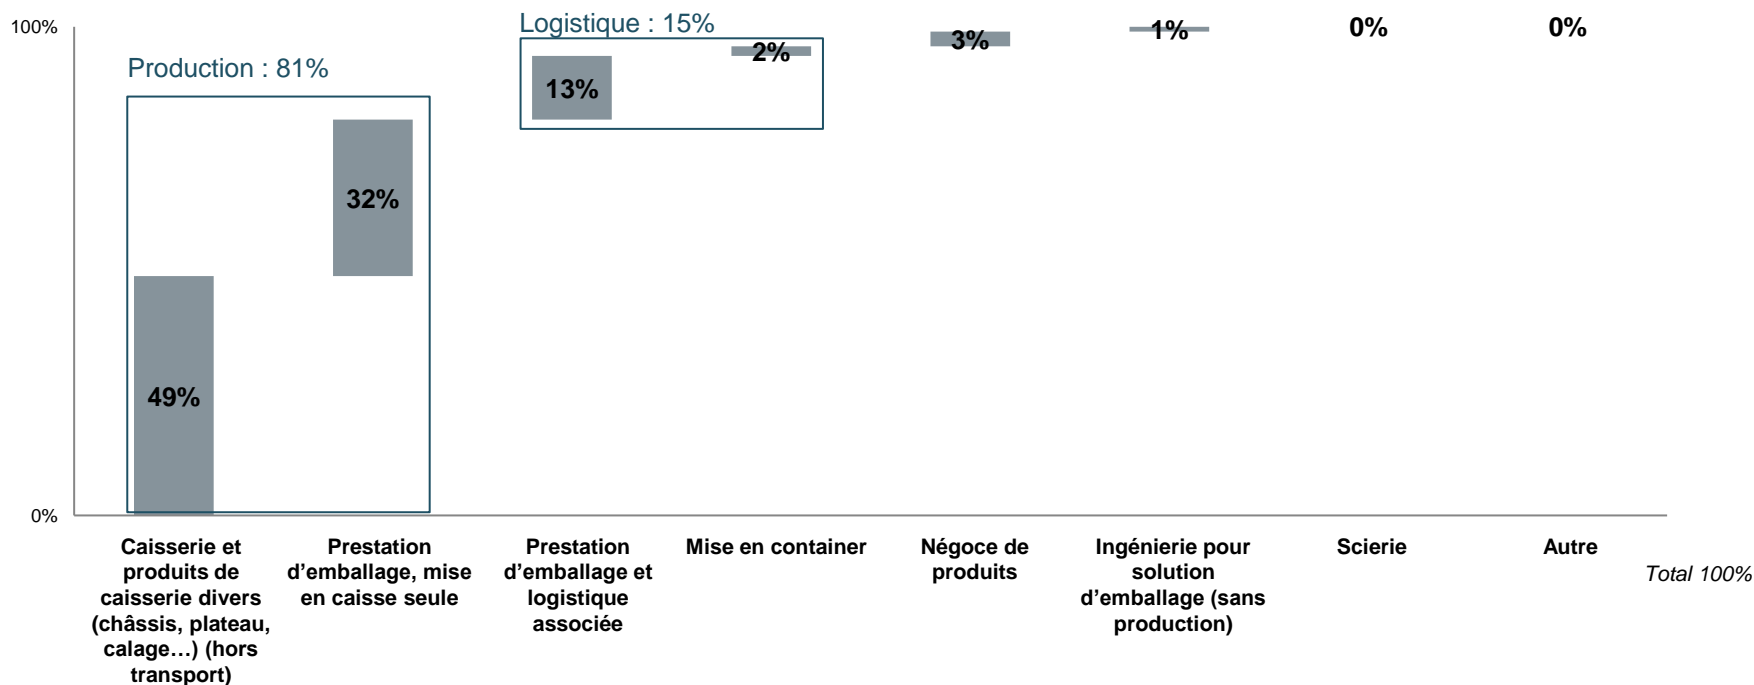 100%
Logistique : 15%
Production : 81%
49%
32%
13%
2%
3%
1%
0%
0%
0%
Caisserie et
produits de
caisserie divers
(châssis, plateau,
calage…) (hors
transport)
Prestation
d’emballage, mise
en caisse seule
Prestation
d’emballage et
logistique
associée
Mise en container
Négoce de
produits
Ingénierie pour
solution
d’emballage (sans
production)
Scierie
Autre
Total 100%